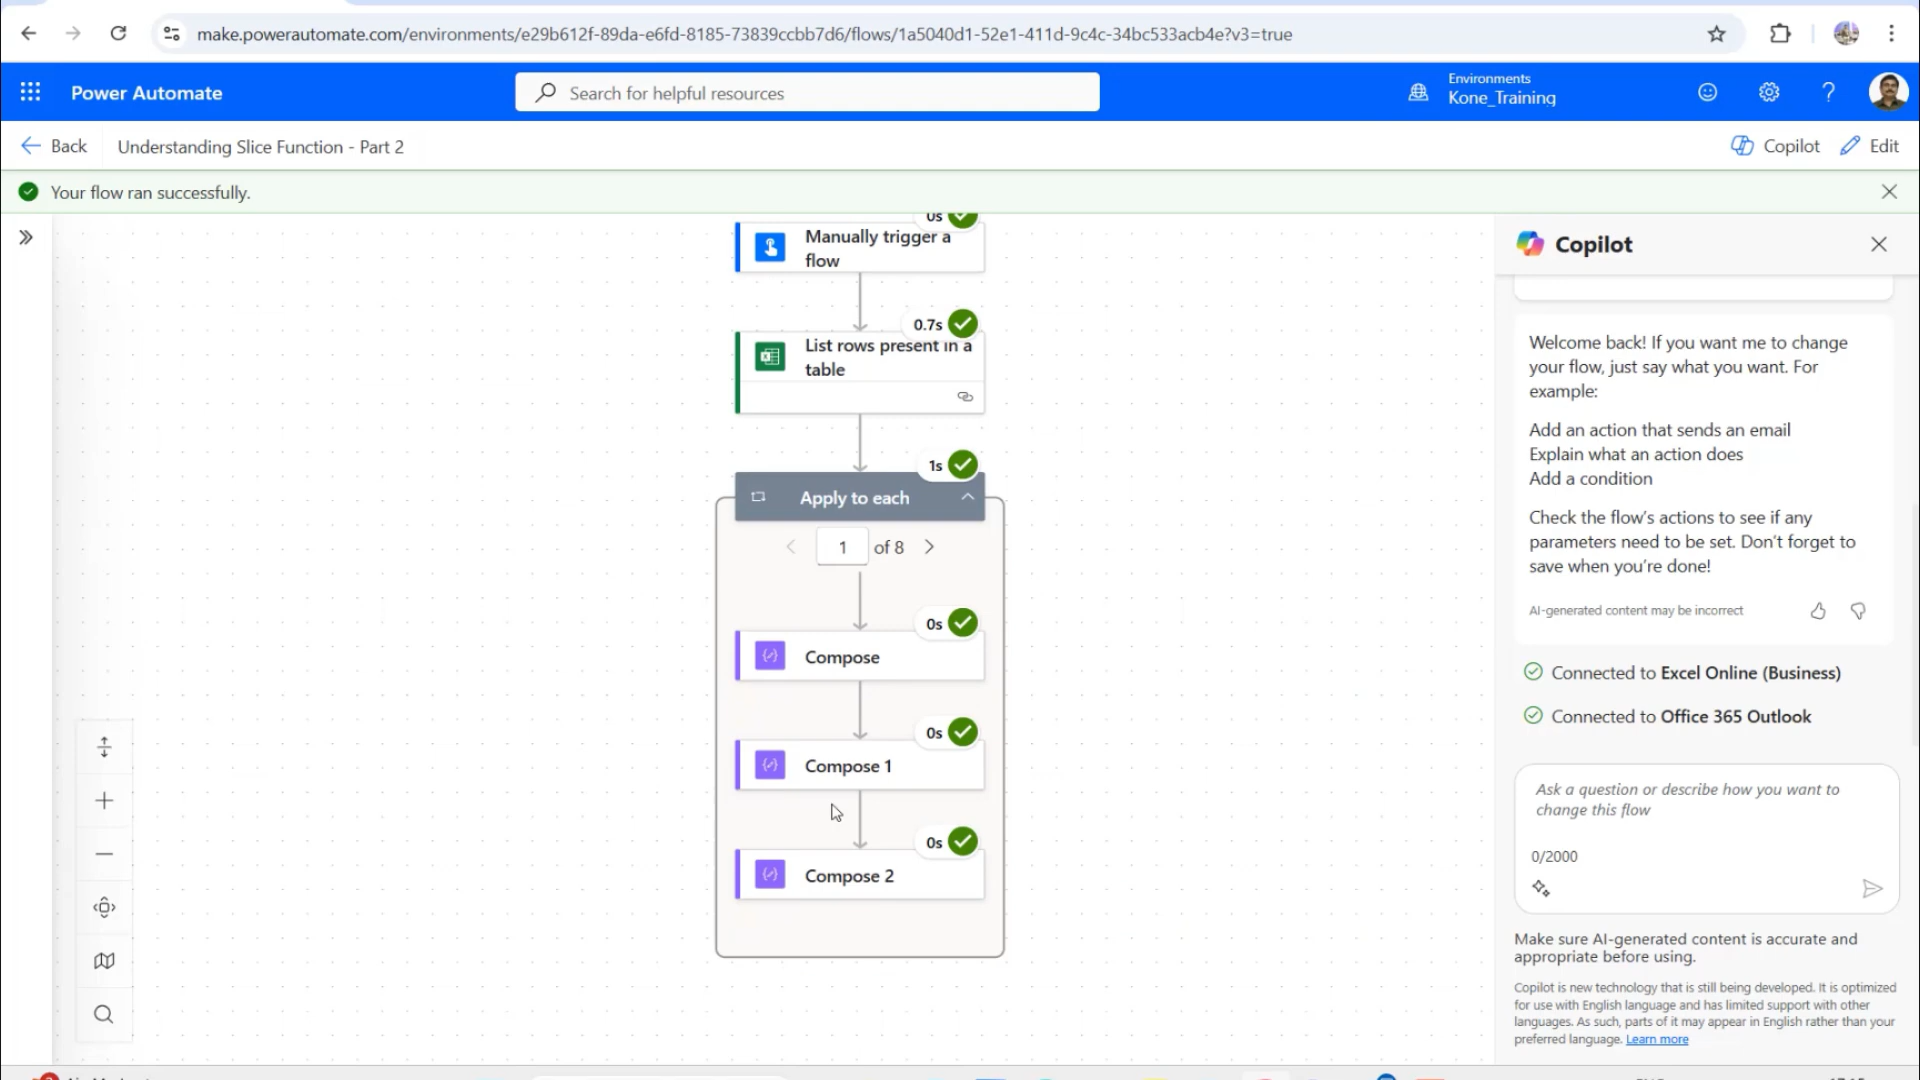 make.powerautomate.com/environments/e29b612f-89da-e6fd-8185-73839ccbb7d6/flows/1a5040d1-52e1-411d-9c4c-34bc533acb4e?v3=true
Power Automate
Search for helpful resources
Environments
Kone_Training
Back
Understanding Slice Function - Part 2
Copilot
Edit
Your flow ran successfully.
0s
Manually trigger a
flow
0.7s
List rows present in a
table
1s
Apply to each
1 of 8
0s
Compose
0s
Compose 1
0s
Compose 2
Copilot
Welcome back! If you want me to change
your flow, just say what you want. For
example:
Add an action that sends an email
Explain what an action does
Add a condition
Check the flow's actions to see if any
parameters need to be set. Don't forget to
save when you're done!
AI-generated content may be incorrect
Connected to Excel Online (Business)
Connected to Office 365 Outlook
Ask a question or describe how you want to
change this flow
0/2000
Make sure AI-generated content is accurate and
appropriate before using.
Copilot is new technology that is still being developed. It is optimized
for use with English language and has limited support with other
languages. As such, parts of it may appear in English rather than your
preferred language. Learn more